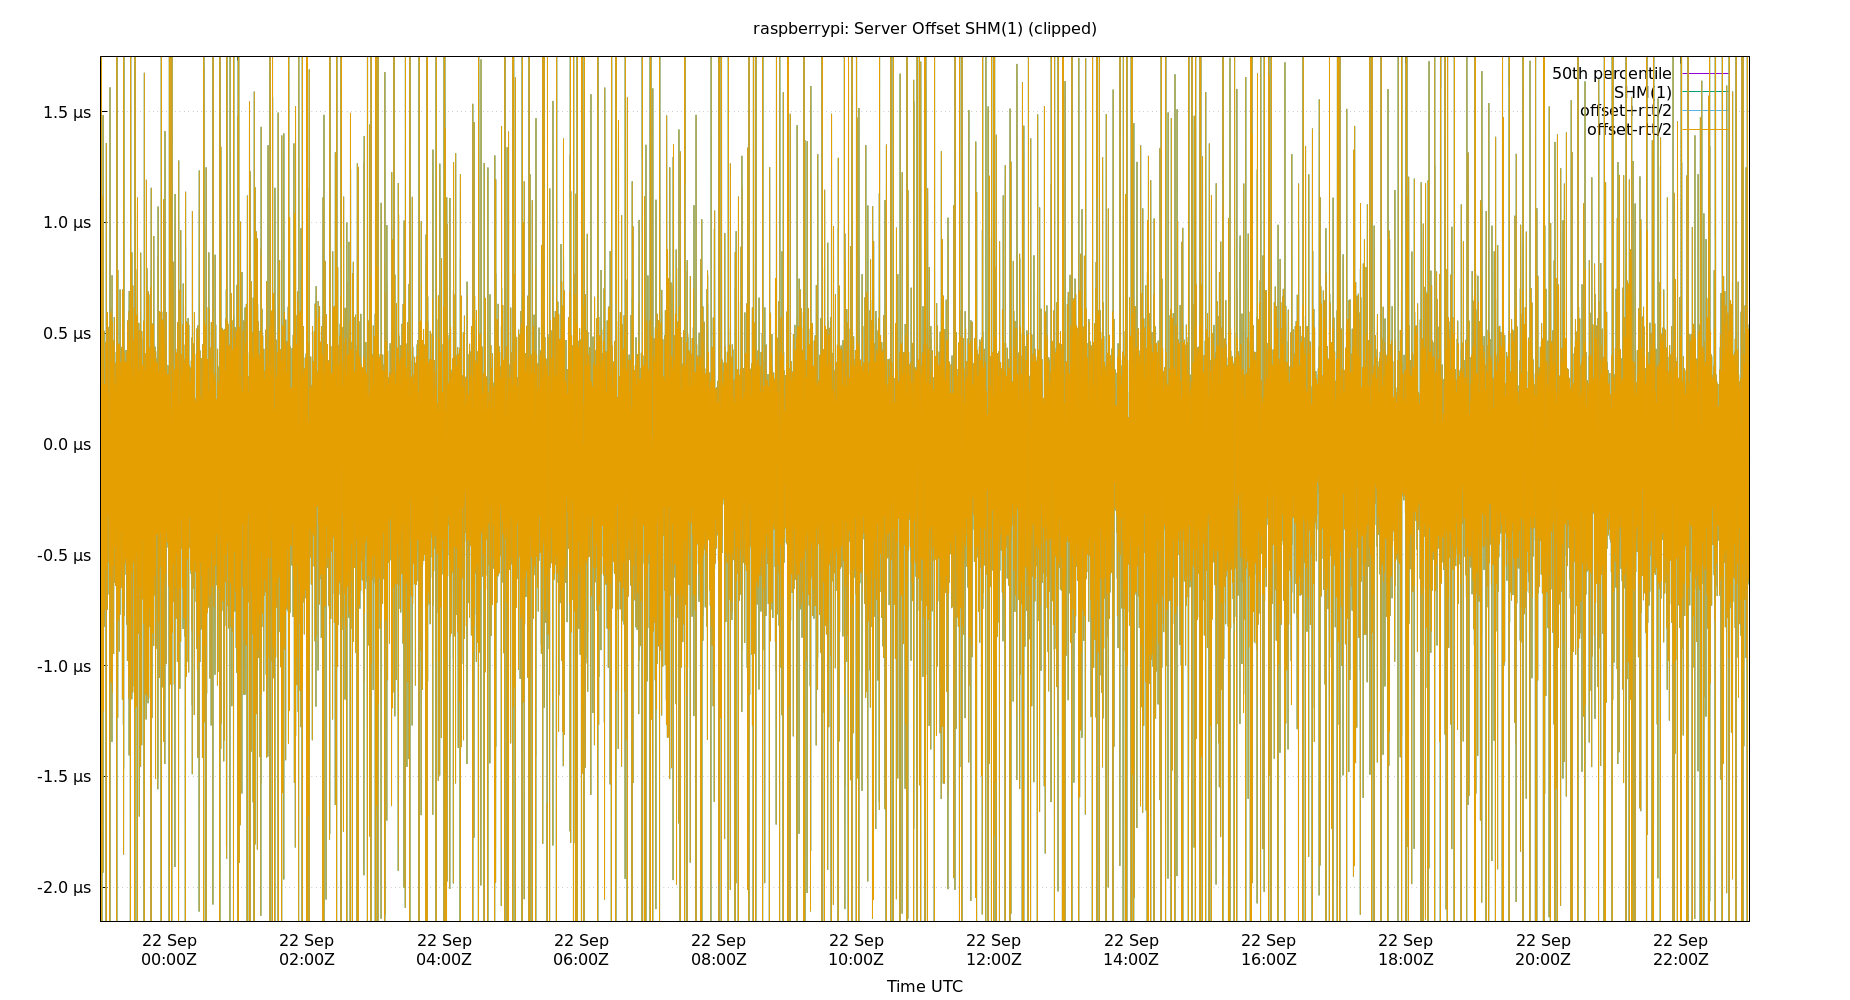 raspberrypi: Server Offset SHM(1) (clipped)
50th percentile
SHM(1)
offset+rtt/2
offset-rtt/2
1.5 µs
1.0 µs
0.5 µs
0.0 µs
-0.5 µs
-1.0 µs
-1.5 µs
-2.0 µs
22 Sep 22 Sep 22 Sep 22 Sep 22 Sep 22 Sep 22 Sep 22 Sep 22 Sep 22 Sep 22 Sep 22 Sep
00:00Z 02:00Z 04:00Z 06:00Z 08:00Z 10:00Z 12:00Z 14:00Z 16:00Z 18:00Z 20:00Z 22:00Z
Time UTC